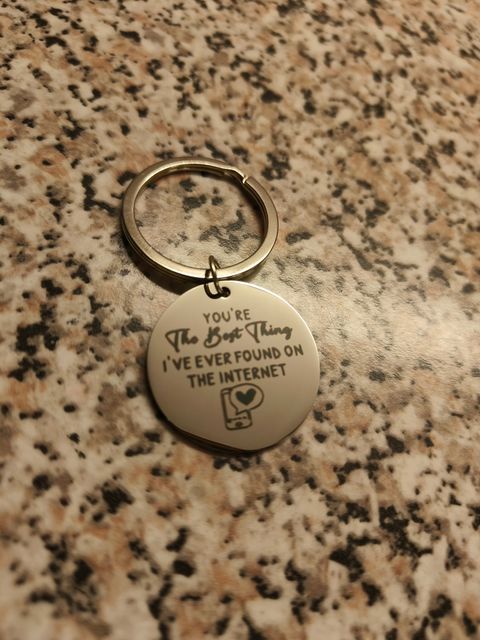 YOU'RE
The Best Thing
I'VE EVER FOUND ON
THE INTERNET